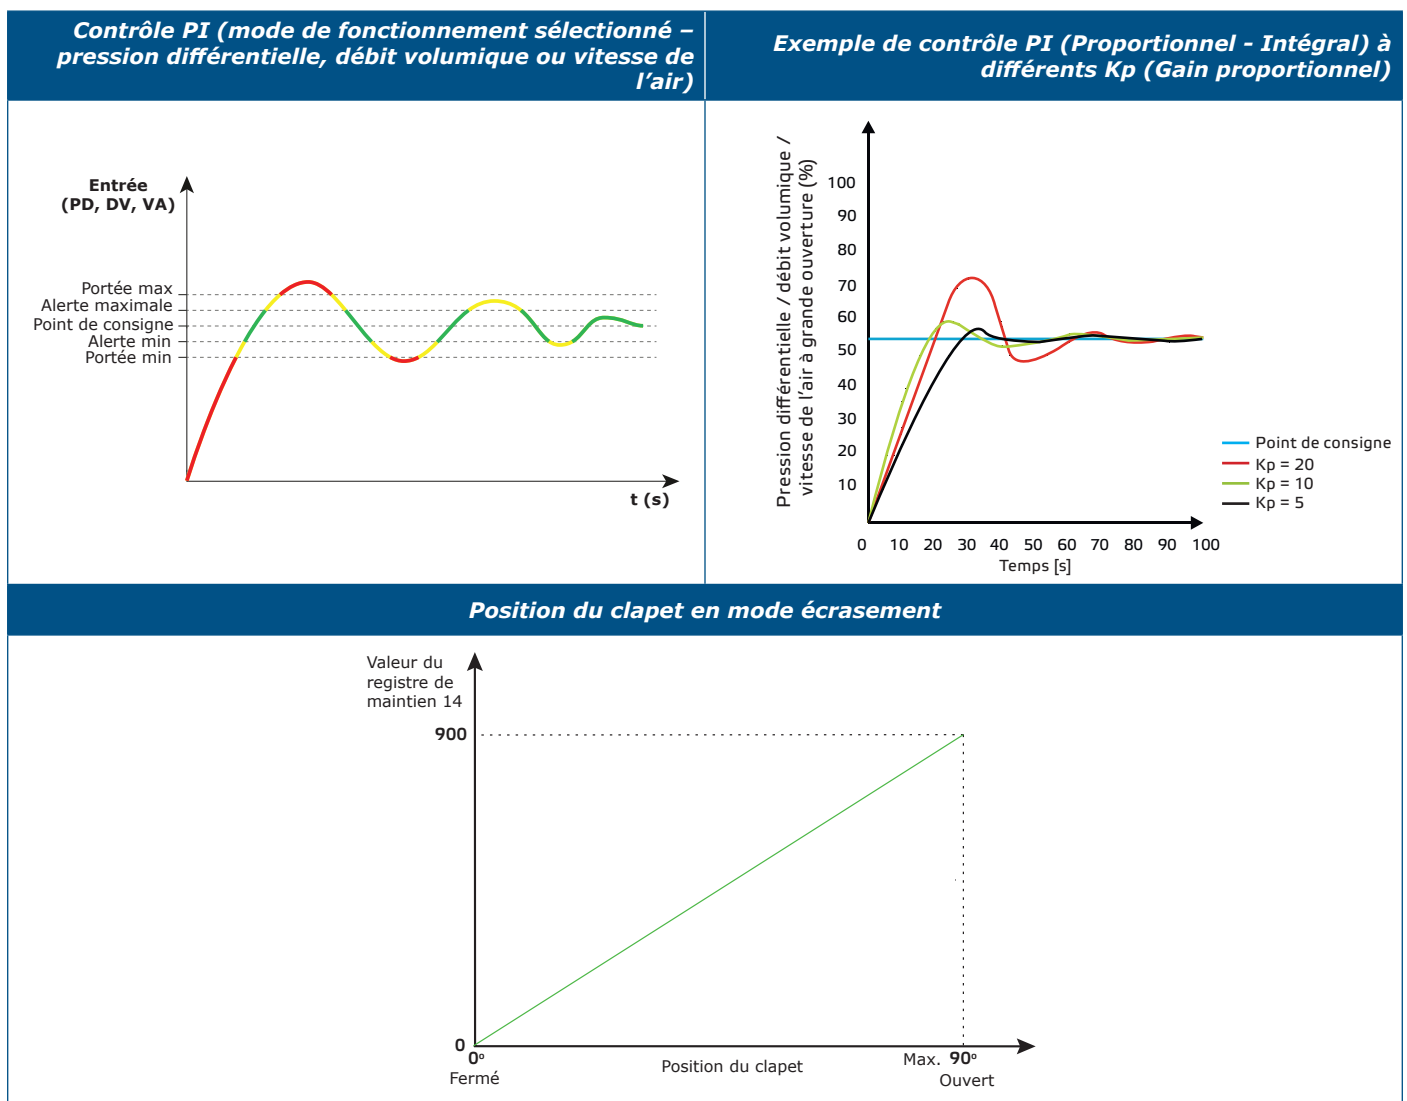 Contrôle PI (mode de fonctionnement sélectionné –
pression différentielle, débit volumique ou vitesse de
l’air)
Exemple de contrôle PI (Proportionnel - Intégral) à
différents Kp (Gain proportionnel)
Entrée
(PD, DV, VA)
Portée max
Alerte maximale
Point de consigne
Alerte min
Portée min
t (s)
Pression différentielle / débit volumique /
vitesse de l’air à grande ouverture (%)
100
90
80
70
60
50
40
30
20
10
0 10 20 30 40 50 60 70 80 90 100
Temps [s]
Point de consigne
Kp = 20
Kp = 10
Kp = 5
Position du clapet en mode écrasement
Valeur du
registre de
maintien 14
900
0
0°
Fermé
Position du clapet
Max. 90°
Ouvert